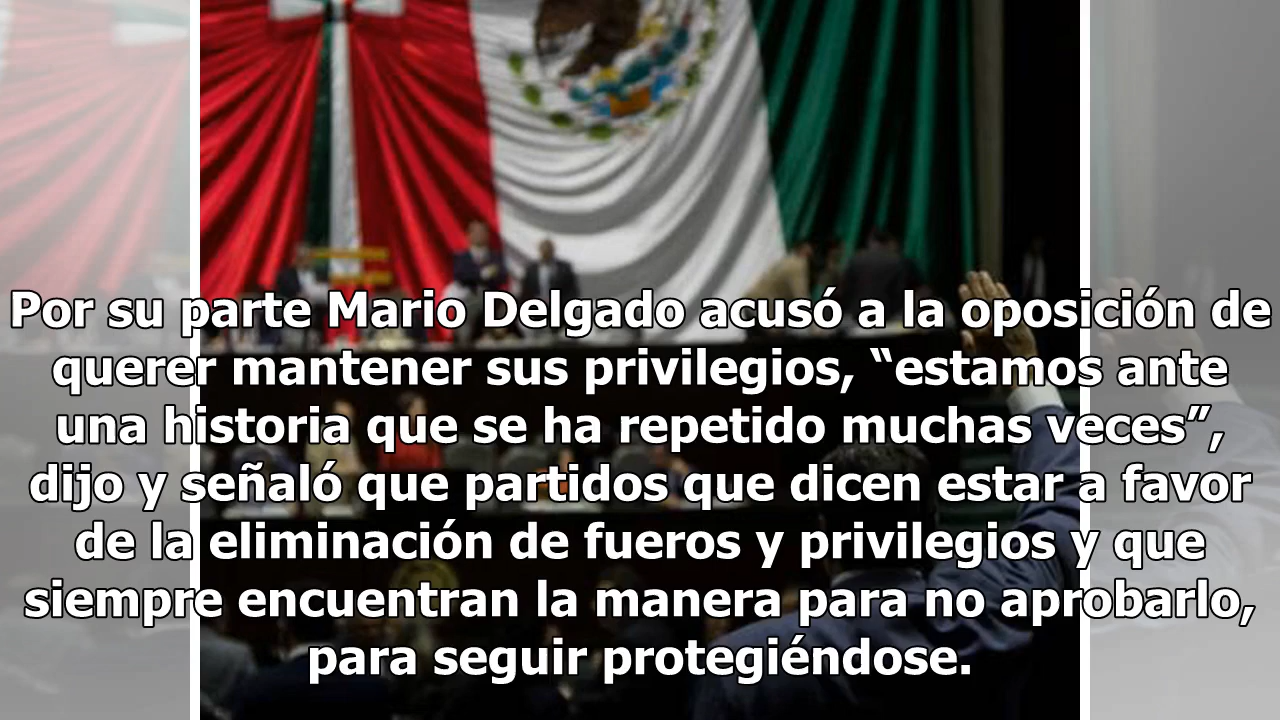 Por su parte Mario Delgado acusó a la oposición de
querer mantener sus privilegios, “estamos ante
una historia que se ha repetido muchas veces”,
dijo y señaló que partidos que dicen estar a favor
de la eliminación de fueros y privilegios y que
siempre encuentran la manera para no aprobarlo,
para seguir protegiéndose.